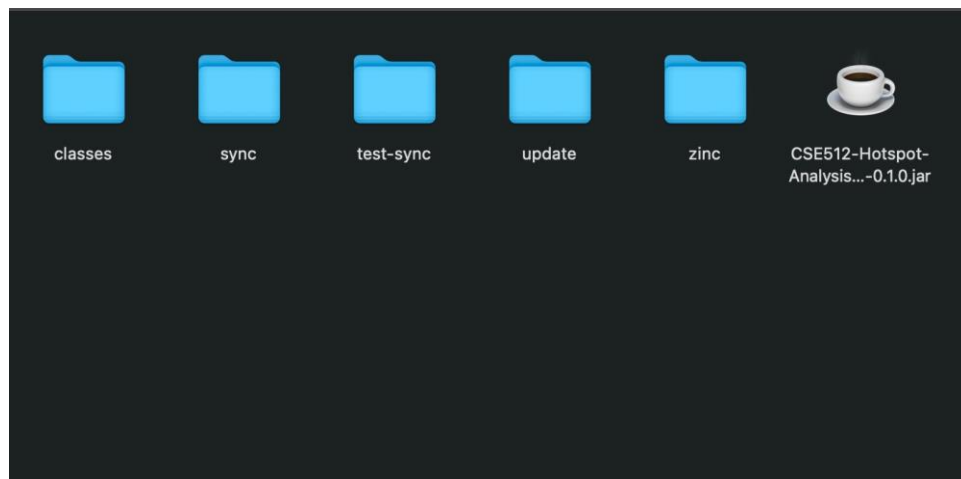 classes
sync
test-sync
update
zinc
CSE512-Hotspot-
Analysis...-0.1.0.jar